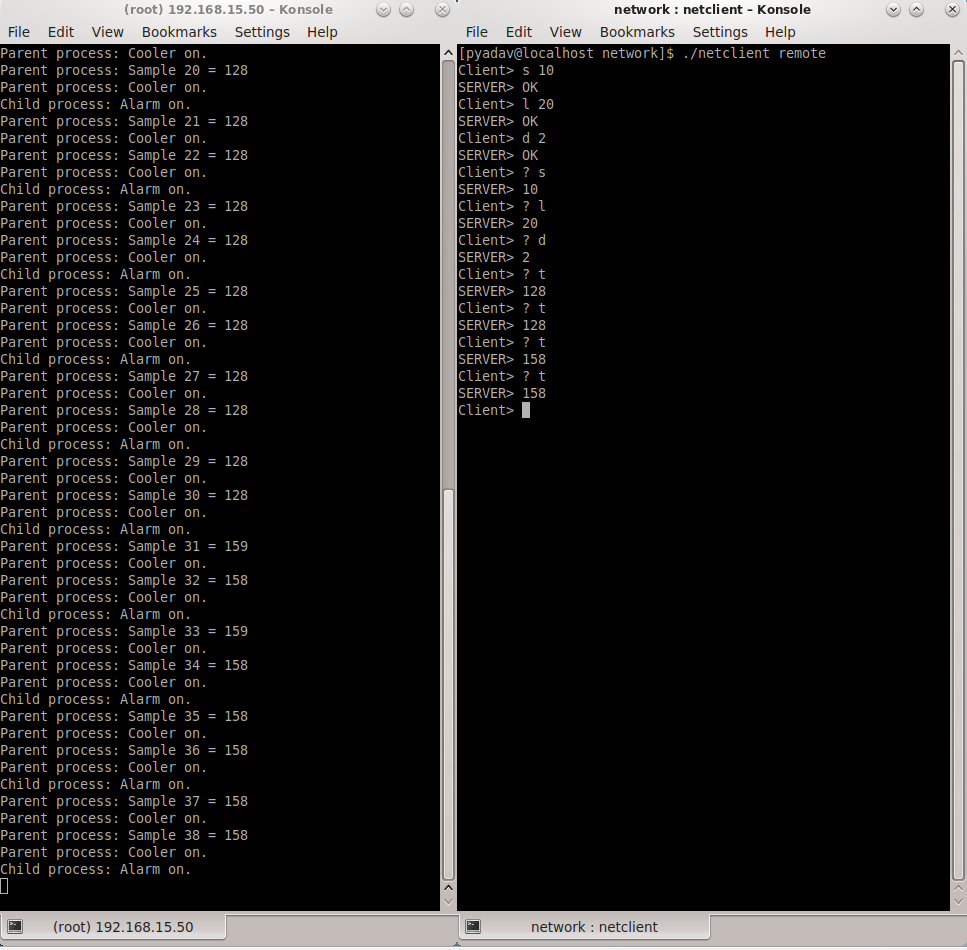 (root) 192.168.15.50 – Konsole
File Edit View Bookmarks Settings Help
Parent process: Cooler on.
Parent process: Sample 20 = 128
Parent process: Cooler on.
Child process: Alarm on.
Parent process: Sample 21 = 128
Parent process: Cooler on.
Parent process: Sample 22 = 128
Parent process: Cooler on.
Child process: Alarm on.
Parent process: Sample 23 = 128
Parent process: Cooler on.
Parent process: Sample 24 = 128
Parent process: Cooler on.
Child process: Alarm on.
Parent process: Sample 25 = 128
Parent process: Cooler on.
Parent process: Sample 26 = 128
Parent process: Cooler on.
Child process: Alarm on.
Parent process: Sample 27 = 128
Parent process: Cooler on.
Parent process: Sample 28 = 128
Parent process: Cooler on.
Child process: Alarm on.
Parent process: Sample 29 = 128
Parent process: Cooler on.
Parent process: Sample 30 = 128
Parent process: Cooler on.
Child process: Alarm on.
Parent process: Sample 31 = 159
Parent process: Cooler on.
Parent process: Sample 32 = 158
Parent process: Cooler on.
Child process: Alarm on.
Parent process: Sample 33 = 159
Parent process: Cooler on.
Parent process: Sample 34 = 158
Parent process: Cooler on.
Child process: Alarm on.
Parent process: Sample 35 = 158
Parent process: Cooler on.
Parent process: Sample 36 = 158
Parent process: Cooler on.
Child process: Alarm on.
Parent process: Sample 37 = 158
Parent process: Cooler on.
Parent process: Sample 38 = 158
Parent process: Cooler on.
Child process: Alarm on.
(root) 192.168.15.50
network : netclient – Konsole
File Edit View Bookmarks Settings Help
[pyadav@localhost network]$ ./netclient remote
Client> s 10
SERVER> OK
Client> l 20
SERVER> OK
Client> d 2
SERVER> OK
Client> ? s
SERVER> 10
Client> ? l
SERVER> 20
Client> ? d
SERVER> 2
Client> ? t
SERVER> 128
Client> ? t
SERVER> 128
Client> ? t
SERVER> 158
Client> ? t
SERVER> 158
Client>
network : netclient